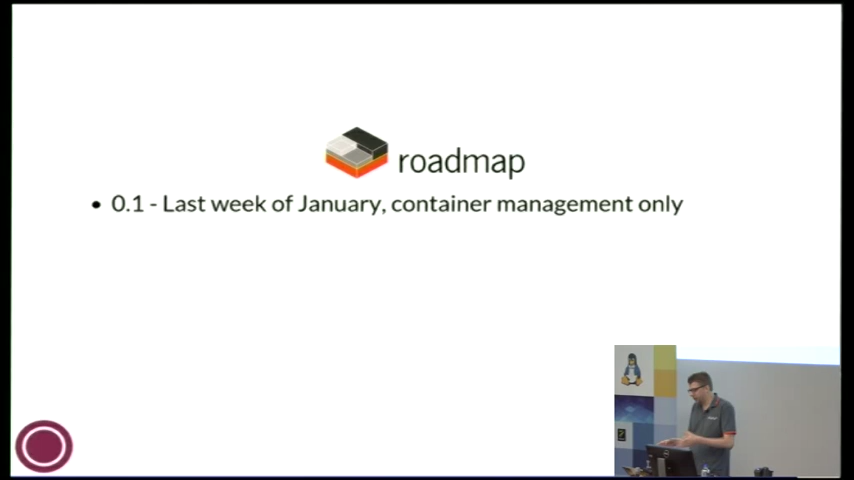 roadmap
• 0.1 - Last week of January, container management only